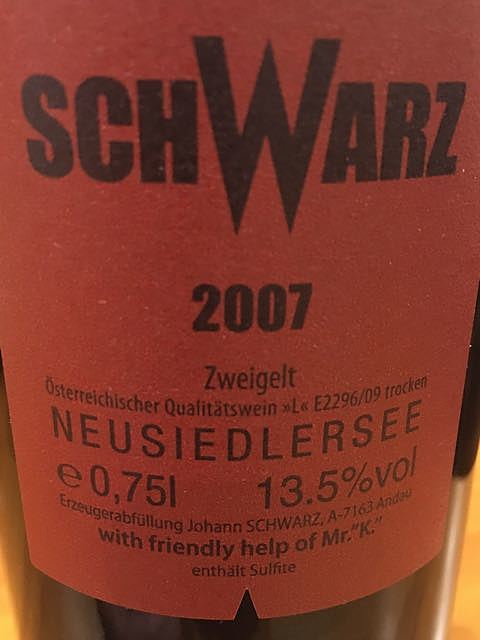 SCHWARZ
2007
Zweigelt
Österreichischer Qualitätswein »L« E2296/09 trocken
NEUSIEDLERSEE
℮ 0,75l 13.5%vol
Erzeugerabfüllung Johann SCHWARZ, A-7163 Andau
with friendly help of Mr."K."
enthält Sulfite